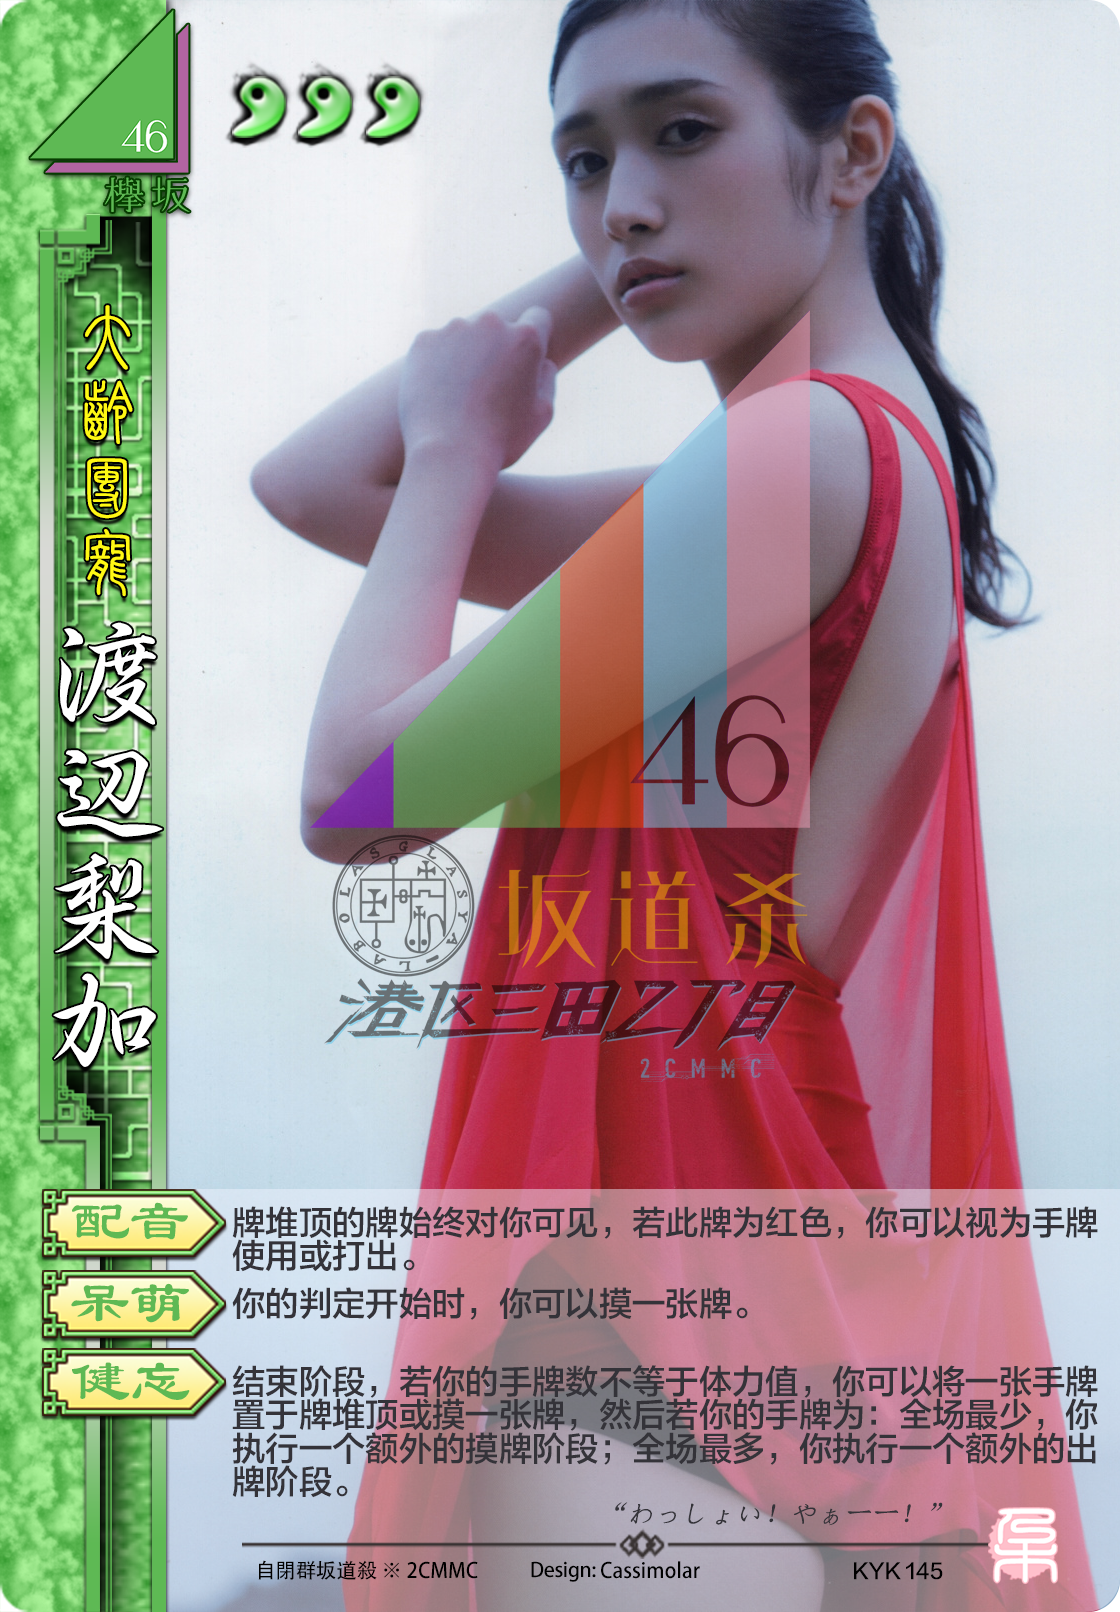 46
欅坂
大齡團寵
渡辺梨加
46
GLASYA-LABOLAS
坂道杀
港区三田2丁目
2CMMC
配音
牌堆顶的牌始终对你可见，若此牌为红色，你可以视为手牌
使用或打出。
呆萌
你的判定开始时，你可以摸一张牌。
健忘
结束阶段，若你的手牌数不等于体力值，你可以将一张手牌
置于牌堆顶或摸一张牌，然后若你的手牌为：全场最少，你
执行一个额外的摸牌阶段；全场最多，你执行一个额外的出
牌阶段。
“わっしょい！やぁーー！”
自閉群坂道殺 ※ 2CMMC
Design: Cassimolar
KYK 145